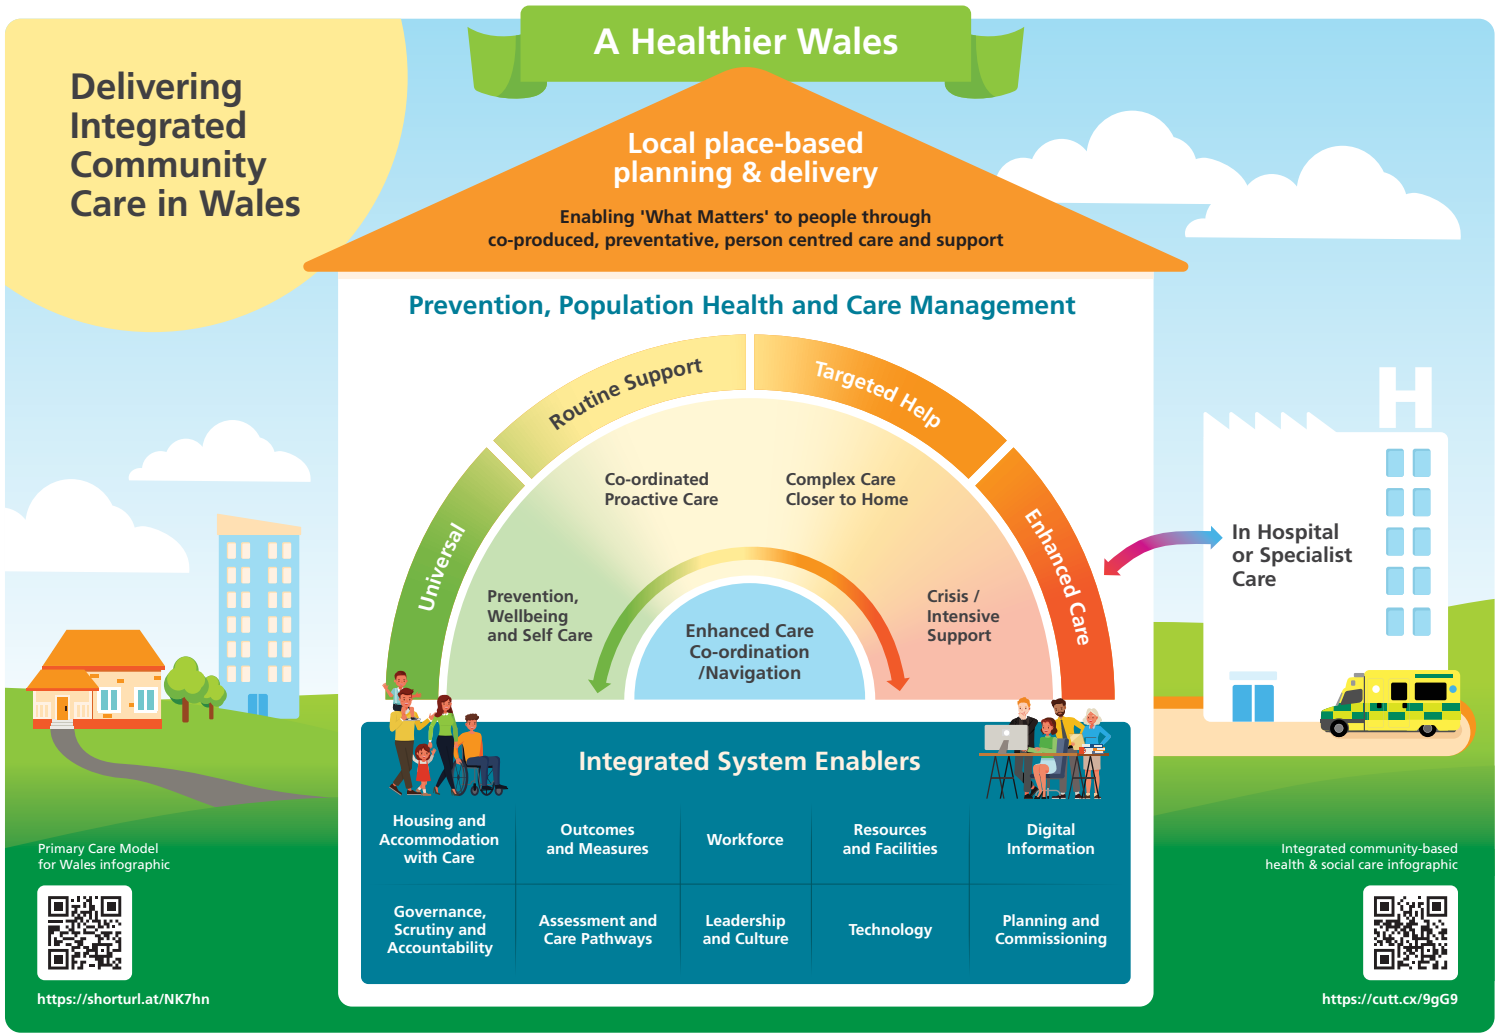 A Healthier Wales
Delivering
Integrated
Community
Care in Wales
Local place-based
planning & delivery
Enabling 'What Matters' to people through
co-produced, preventative, person centred care and support
Prevention, Population Health and Care Management
Universal
Routine Support
Targeted Help
Enhanced Care
Prevention,
Wellbeing
and Self Care
Co-ordinated
Proactive Care
Complex Care
Closer to Home
Crisis /
Intensive
Support
Enhanced Care
Co-ordination
/Navigation
H
In Hospital
or Specialist
Care
Integrated System Enablers
Housing and
Accommodation
with Care
Outcomes
and Measures
Workforce
Resources
and Facilities
Digital
Information
Governance,
Scrutiny and
Accountability
Assessment and
Care Pathways
Leadership
and Culture
Technology
Planning and
Commissioning
Primary Care Model
for Wales infographic
https://shorturl.at/NK7hn
Integrated community-based
health & social care infographic
https://cutt.cx/9gG9